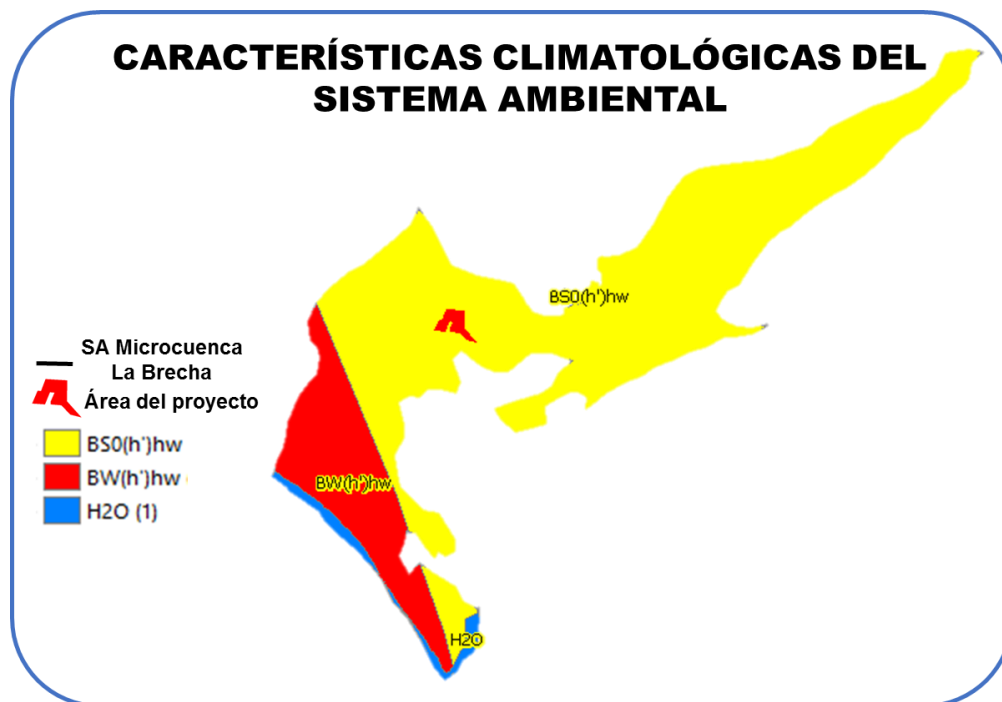 CARACTERÍSTICAS CLIMATOLÓGICAS DEL
SISTEMA AMBIENTAL
BS0(h')hw
SA Microcuenca
La Brecha
Área del proyecto
BS0(h')hw
BW(h')hw
H2O (1)
BW(h')hw
H2O